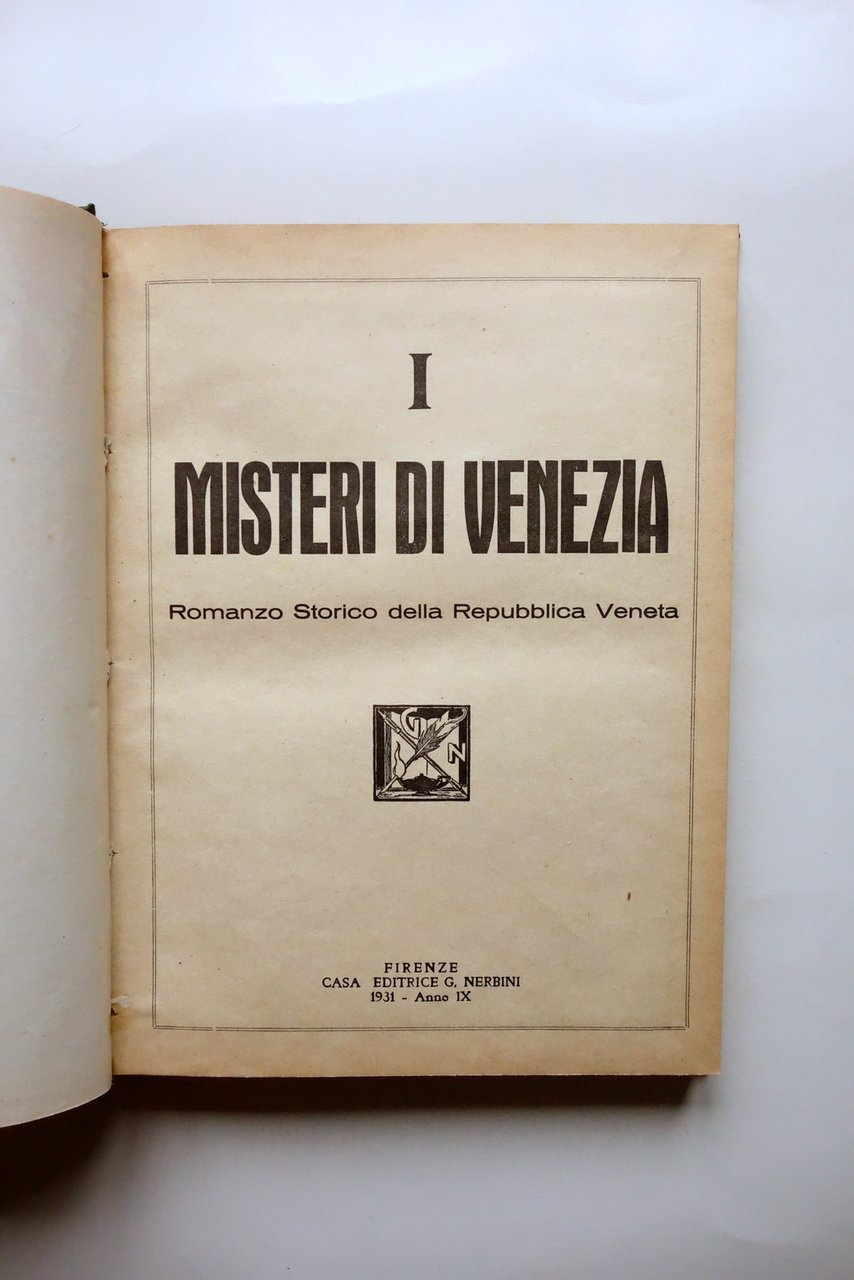 I
MISTERI DI VENEZIA
Romanzo Storico della Repubblica Veneta
G
N
FIRENZE
CASA EDITRICE G. NERBINI
1931 - Anno IX